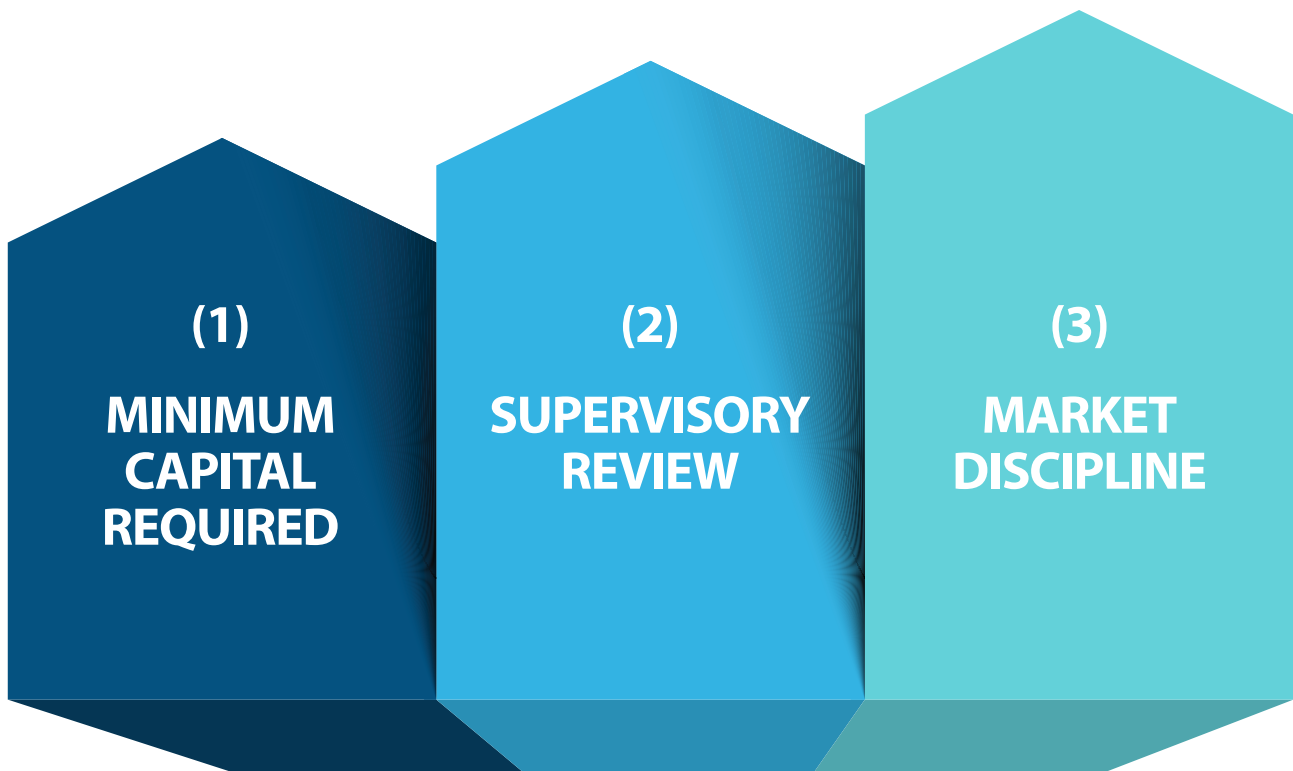 (1)
MINIMUM
CAPITAL
REQUIRED
(2)
SUPERVISORY
REVIEW
(3)
MARKET
DISCIPLINE